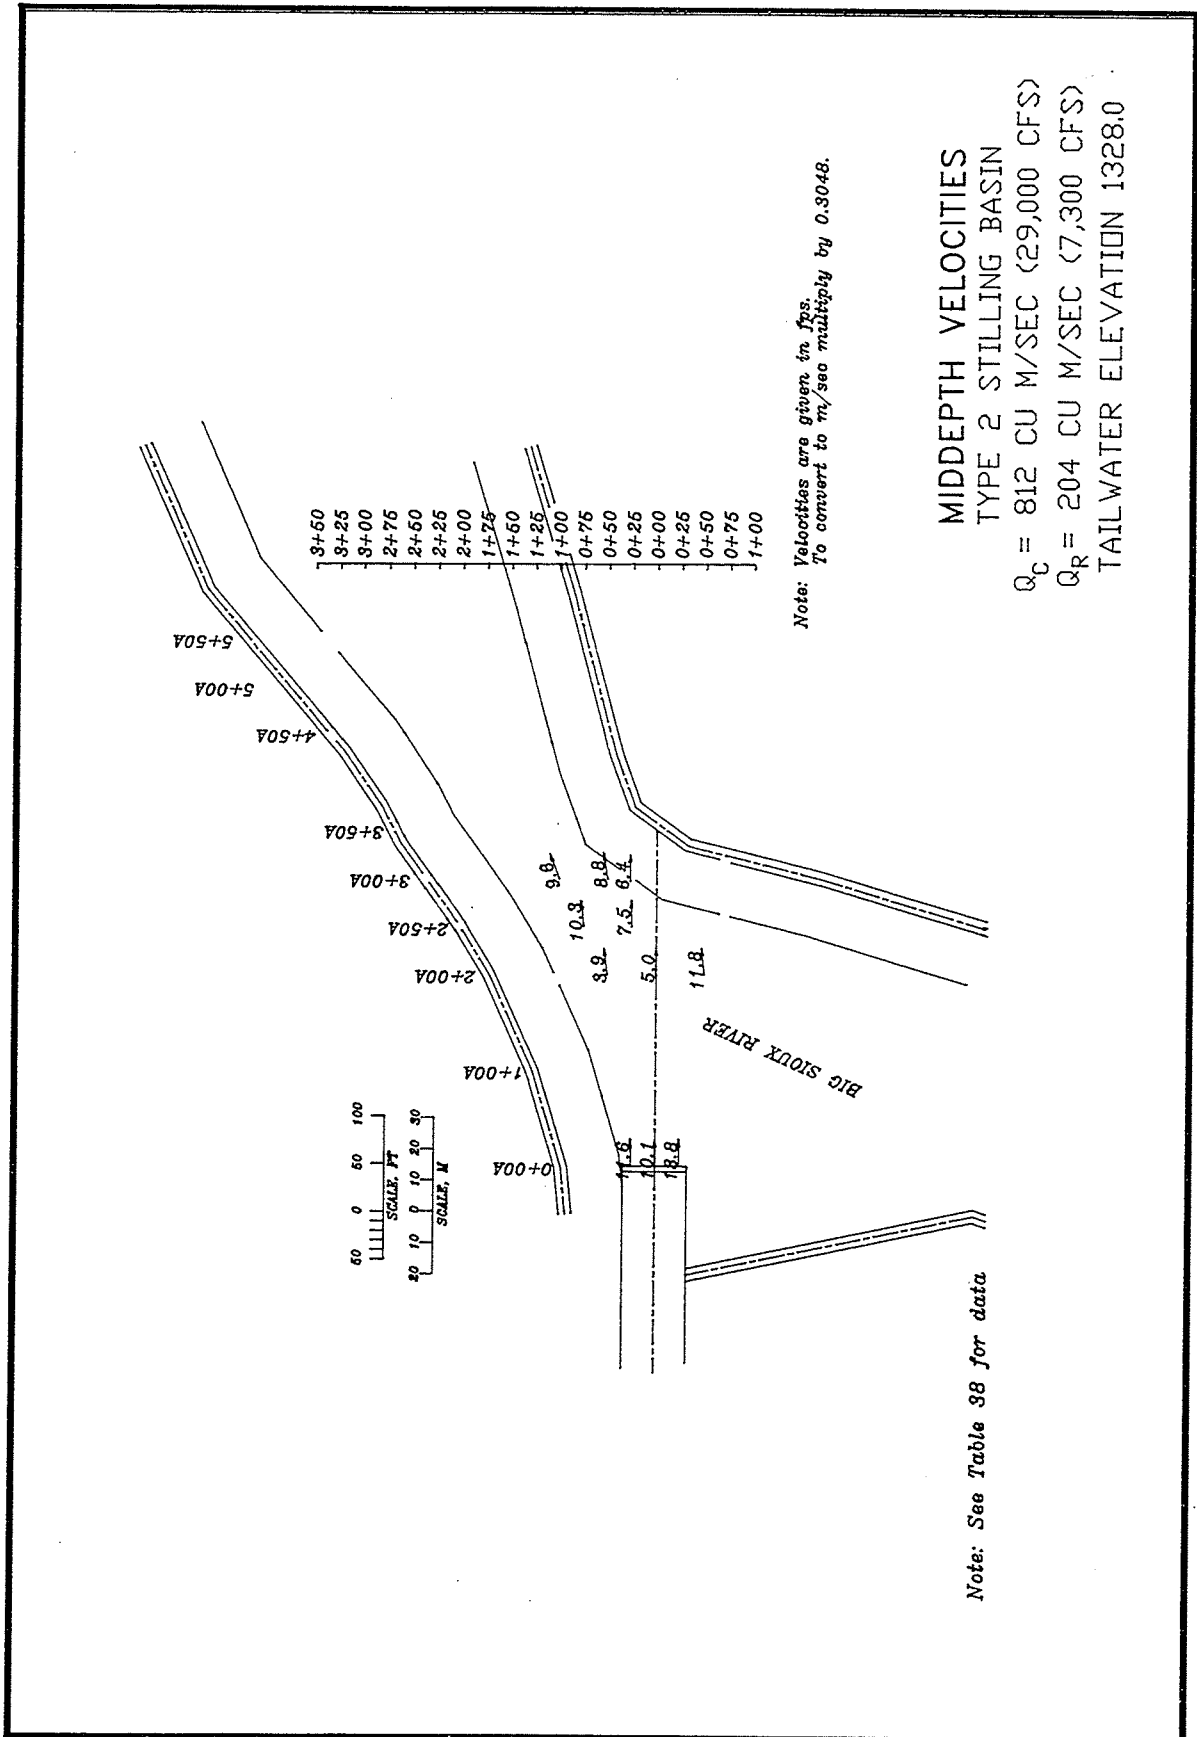 MIDDEPTH VELOCITIES
TYPE 2 STILLING BASIN
QC = 812 CU M/SEC (29,000 CFS)
QR = 204 CU M/SEC (7,300 CFS)
TAILWATER ELEVATION 1328.0
Note: Velocities are given in fps.
To convert to m/sec multiply by 0.3048.
Note: See Table 38 for data
50 0 50 100
SCALE, FT
20 10 0 10 20 30
SCALE, M
0+00A
1+00A
2+00A
2+50A
3+00A
3+50A
4+50A
5+00A
5+50A
3+50
3+25
3+00
2+75
2+50
2+25
2+00
1+75
1+50
1+25
1+00
0+75
0+50
0+25
0+00
0+25
0+50
0+75
1+00
10.1
13.8
3.9
5.0
11.8
10.3
7.5
8.8
6.4
BIG SIOUX RIVER